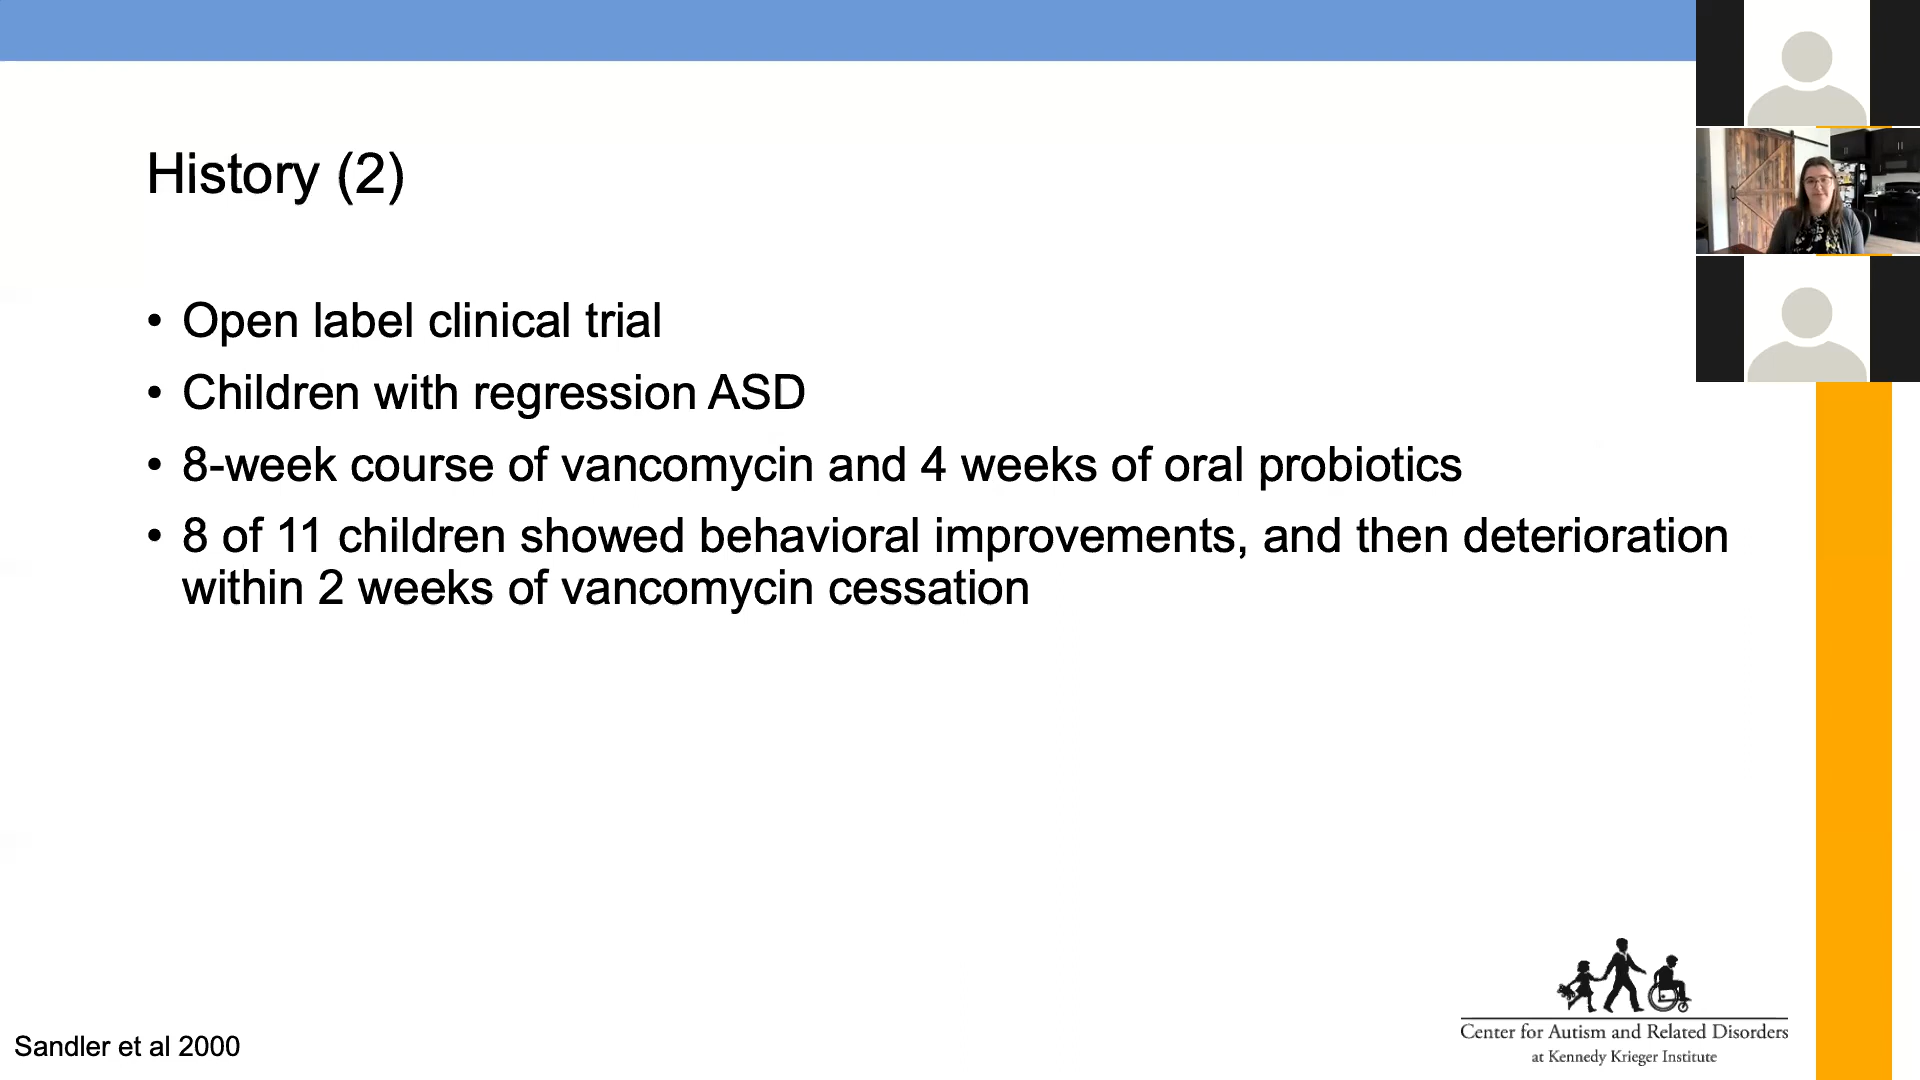 History (2)
• Open label clinical trial
• Children with regression ASD
• 8-week course of vancomycin and 4 weeks of oral probiotics
• 8 of 11 children showed behavioral improvements, and then deterioration
within 2 weeks of vancomycin cessation
Sandler et al 2000
Center for Autism and Related Disorders
at Kennedy Krieger Institute